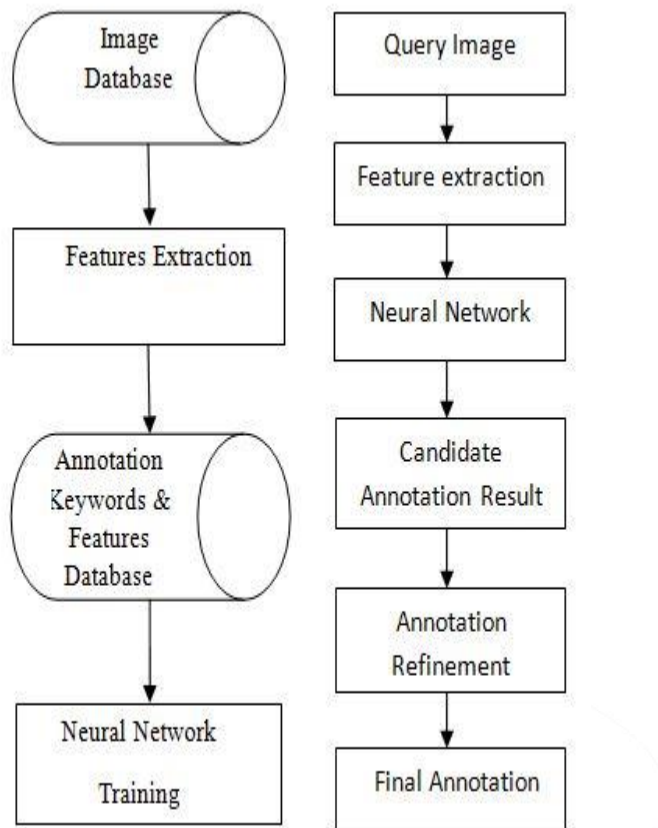 Image
Database
Features Extraction
Annotation
Keywords &
Features
Database
Neural Network
Training
Query Image
Feature extraction
Neural Network
Candidate
Annotation Result
Annotation
Refinement
Final Annotation